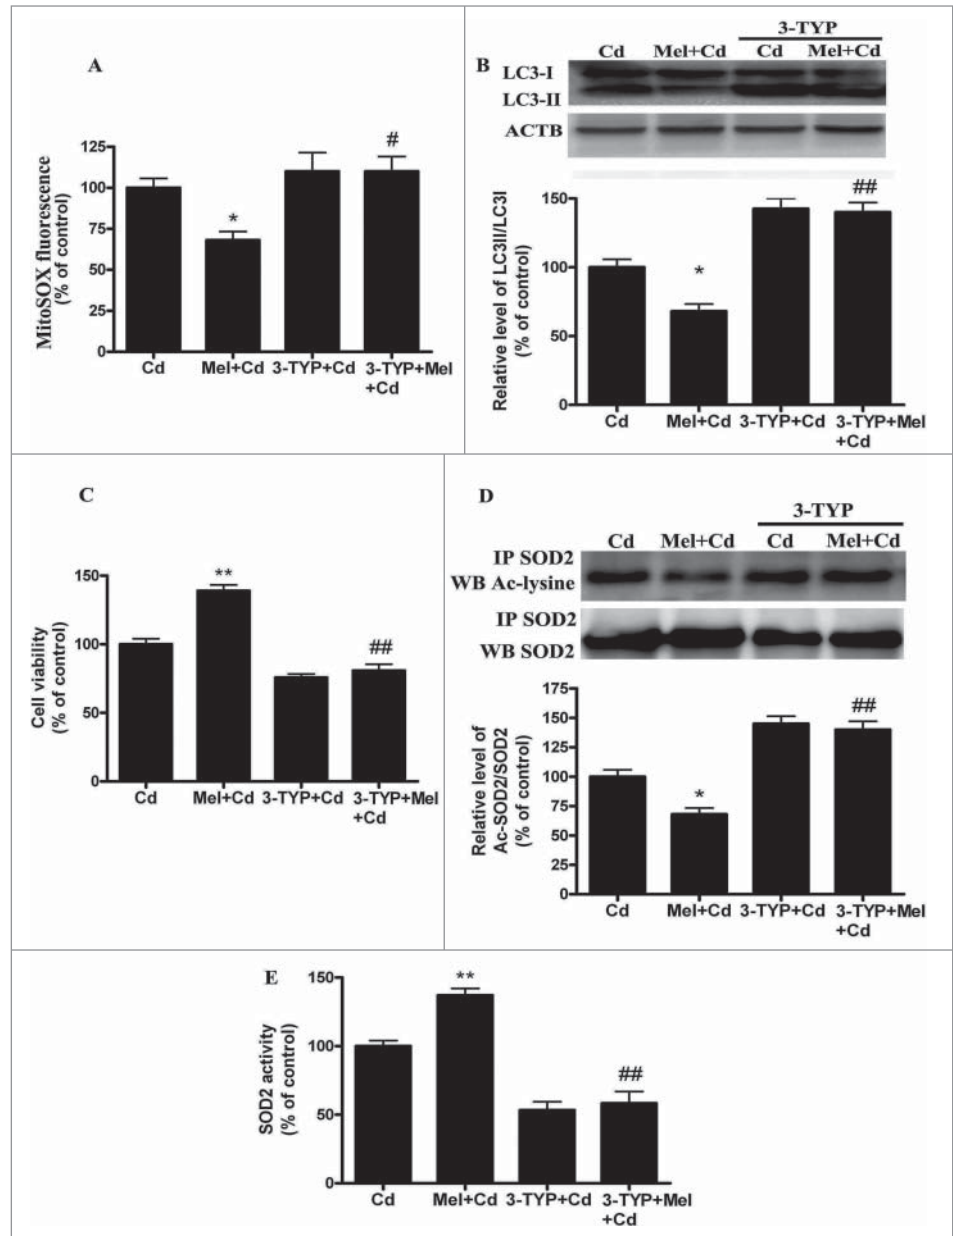 A
MitoSOX fluorescence
(% of control)
125
100
75
50
25
0
#
*
Cd Mel+Cd 3-TYP+Cd 3-TYP+Mel
+Cd
B
3-TYP
Cd Mel+Cd Cd Mel+Cd
LC3-I
LC3-II
ACTB
Relative level of LC3II/LC3I
(% of control)
150
100
50
0
##
*
Cd Mel+Cd 3-TYP+Cd 3-TYP+Mel
+Cd
C
Cell viability
(% of control)
150
100
50
0
**
##
Cd Mel+Cd 3-TYP+Cd 3-TYP+Mel
+Cd
D
3-TYP
Cd Mel+Cd Cd Mel+Cd
IP SOD2
WB Ac-lysine
IP SOD2
WB SOD2
Relative level of
Ac-SOD2/SOD2
(% of control)
175
150
125
100
75
50
25
0
##
*
Cd Mel+Cd 3-TYP+Cd 3-TYP+Mel
+Cd
E
SOD2 activity
(% of control)
150
100
50
0
**
##
Cd Mel+Cd 3-TYP+Cd 3-TYP+Mel
+Cd